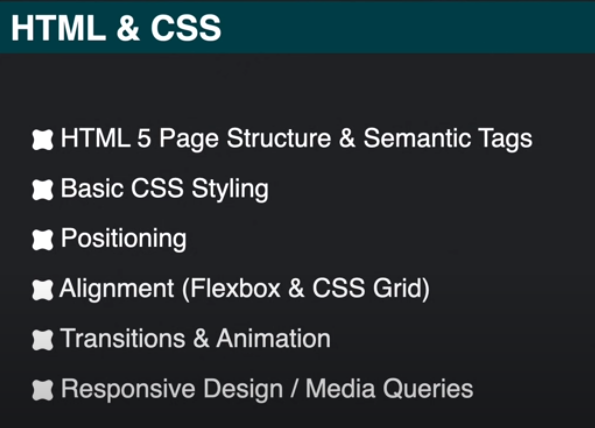 HTML & CSS
HTML 5 Page Structure & Semantic Tags
Basic CSS Styling
Positioning
Alignment (Flexbox & CSS Grid)
Transitions & Animation
Responsive Design / Media Queries